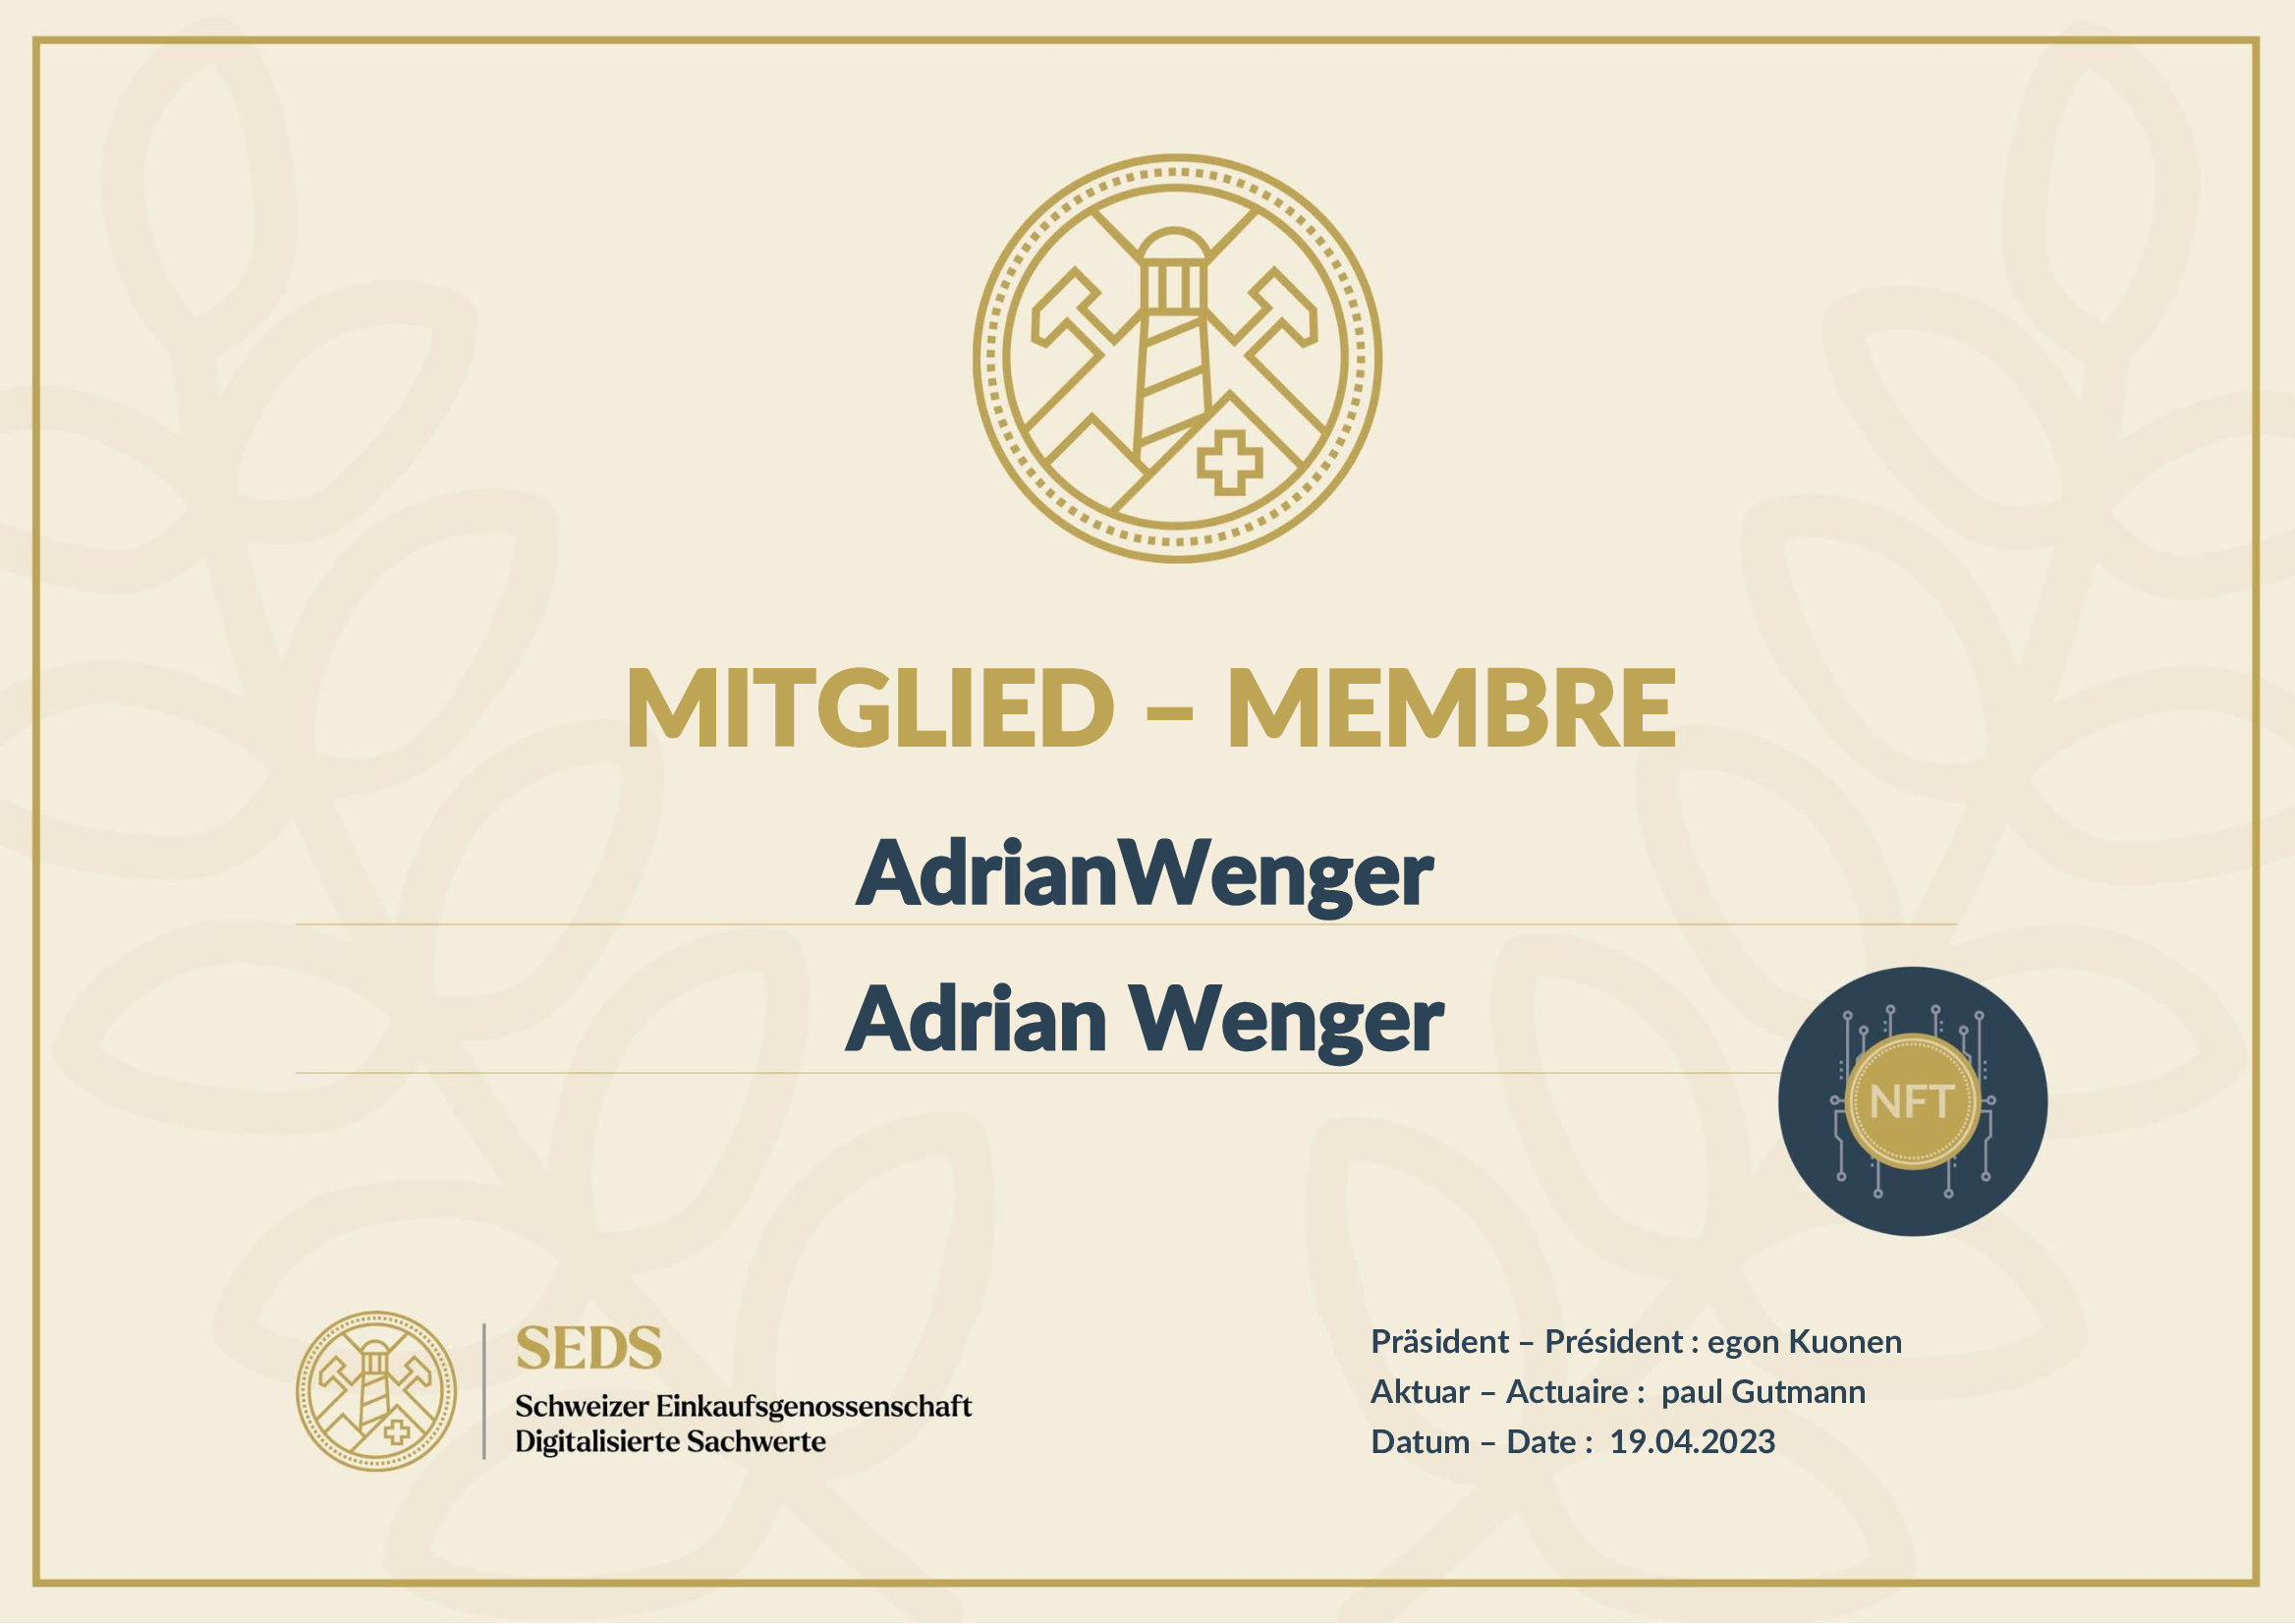 MITGLIED – MEMBRE
AdrianWenger
Adrian Wenger
NFT
SEDS
Schweizer Einkaufsgenossenschaft
Digitalisierte Sachwerte
Präsident – Président : egon Kuonen
Aktuar – Actuaire :  paul Gutmann
Datum – Date :  19.04.2023